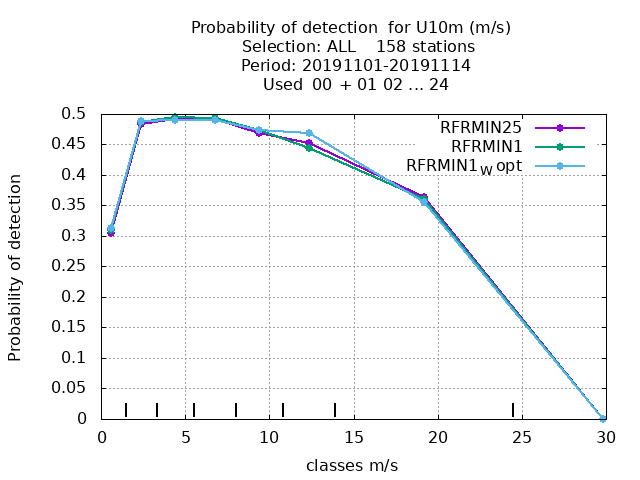 Probability of detection  for U10m (m/s)
Selection: ALL    158 stations
Period: 20191101-20191114
Used  00  + 01 02 ... 24
Probability of detection
0.5
0.45
0.4
0.35
0.3
0.25
0.2
0.15
0.1
0.05
0
RFRMIN25
RFRMIN1
RFRMIN1W opt
0 5 10 15 20 25 30
classes m/s